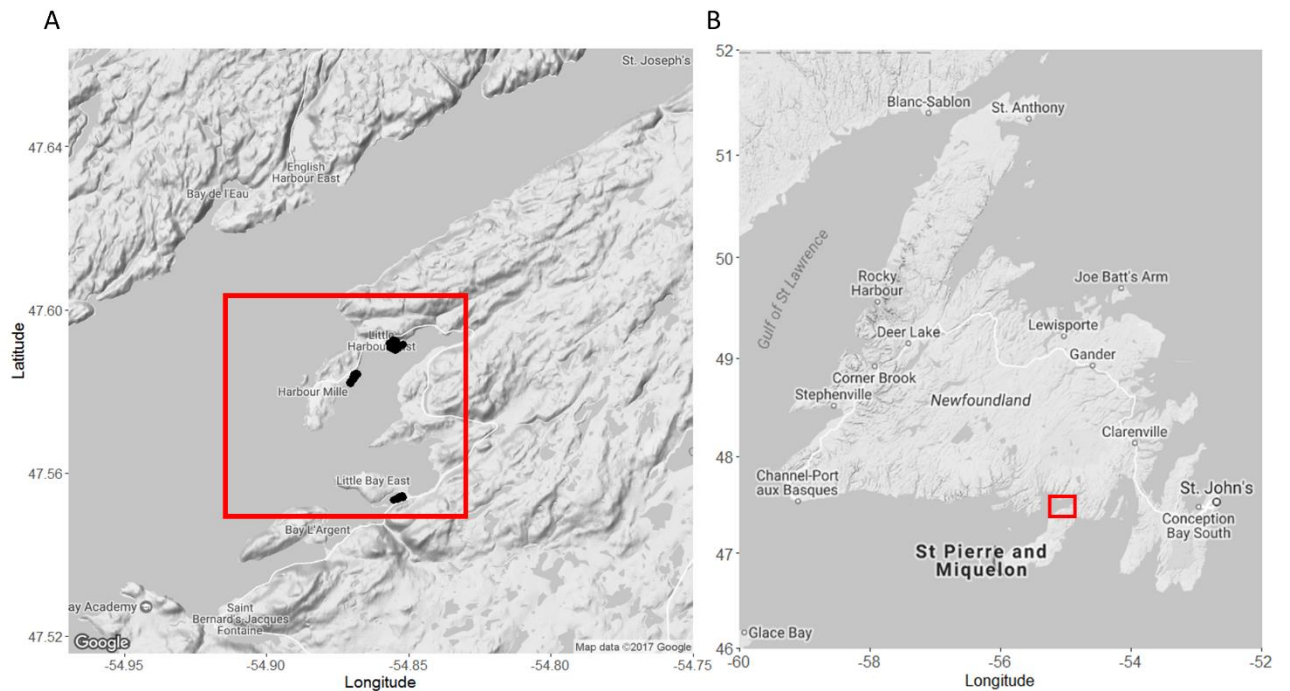 A
B
St. Joseph's
47.64
English
Harbour East
Bay de l'Eau
47.60
Little
Harbour East
Harbour Mille
Latitude
47.56
Little Bay East
Bay L'Argent
ay Academy
Saint
Bernard's-Jacques
Fontaine
47.52
Google
Map data ©2017 Google
-54.95
-54.90
-54.85
-54.80
-54.75
Longitude
52
Blanc-Sablon
St. Anthony
51
50
Gulf of St Lawrence
Rocky
Harbour
Joe Batt's Arm
Deer Lake
Lewisporte
49
Gander
Corner Brook
Stephenville
Newfoundland
Clarenville
48
Channel-Port
aux Basques
St. John's
Conception
Bay South
47
St Pierre and
Miquelon
Glace Bay
46
-60
-58
-56
-54
-52
Longitude